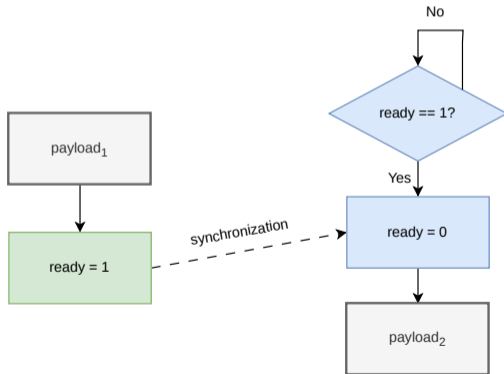 No
ready == 1?
payload₁
Yes
synchronization
ready = 1
ready = 0
payload₂